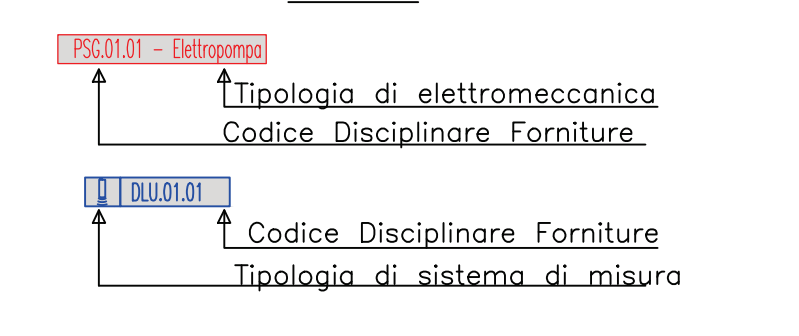 PSG.01.01 - Elettropompa
Tipologia di elettromeccanica
Codice Disciplinare Forniture
DLU.01.01
Codice Disciplinare Forniture
Tipologia di sistema di misura